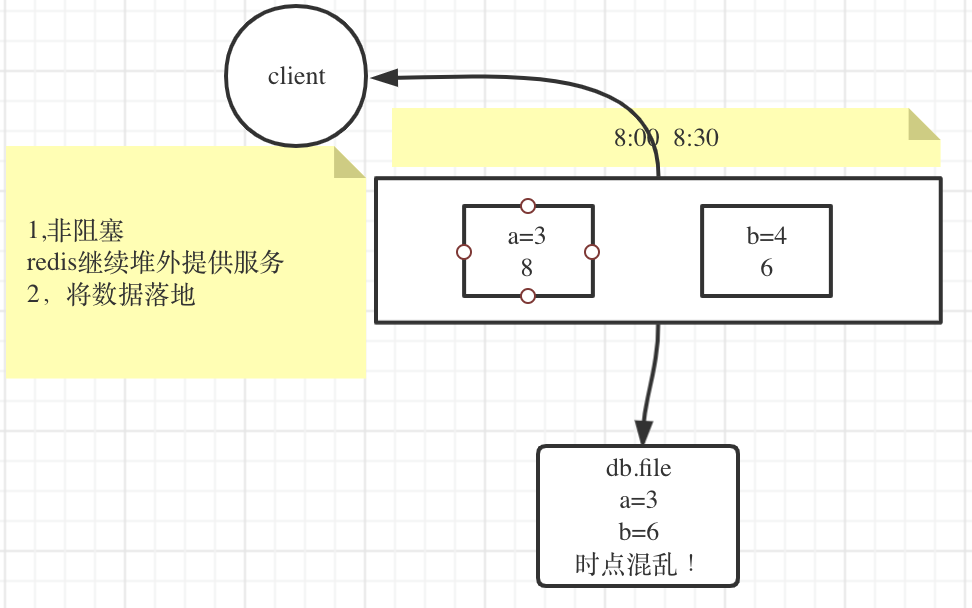 client
8:00 8:30
1,非阻塞
redis继续堆外提供服务
2，将数据落地
a=3
8
b=4
6
db.file
a=3
b=6
时点混乱！